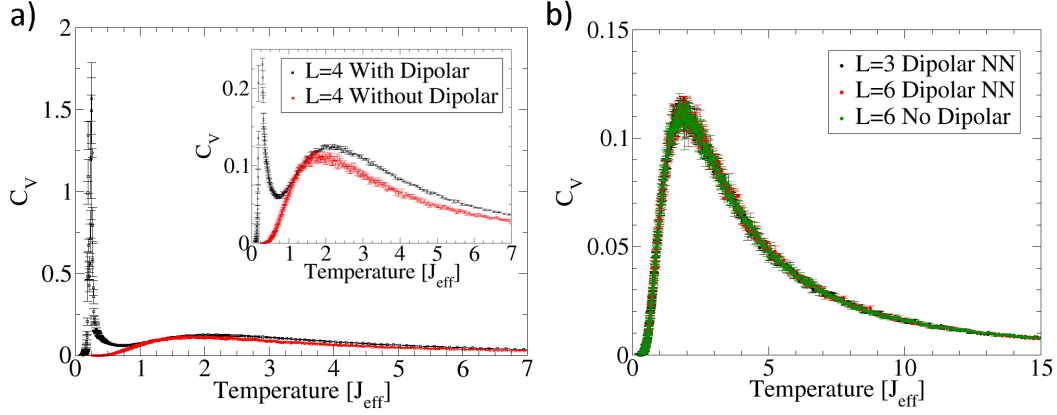 a)
2
1.5
1
0.5
0
C_V
0 1 2 3 4 5 6 7
Temperature [J_eff]
L=4 With Dipolar
L=4 Without Dipolar
0.2
0.1
0
C_V
0 1 2 3 4 5 6 7
Temperature [J_eff]
b)
0.15
0.1
0.05
0
C_V
0 5 10 15
Temperature [J_eff]
L=3 Dipolar NN
L=6 Dipolar NN
L=6 No Dipolar